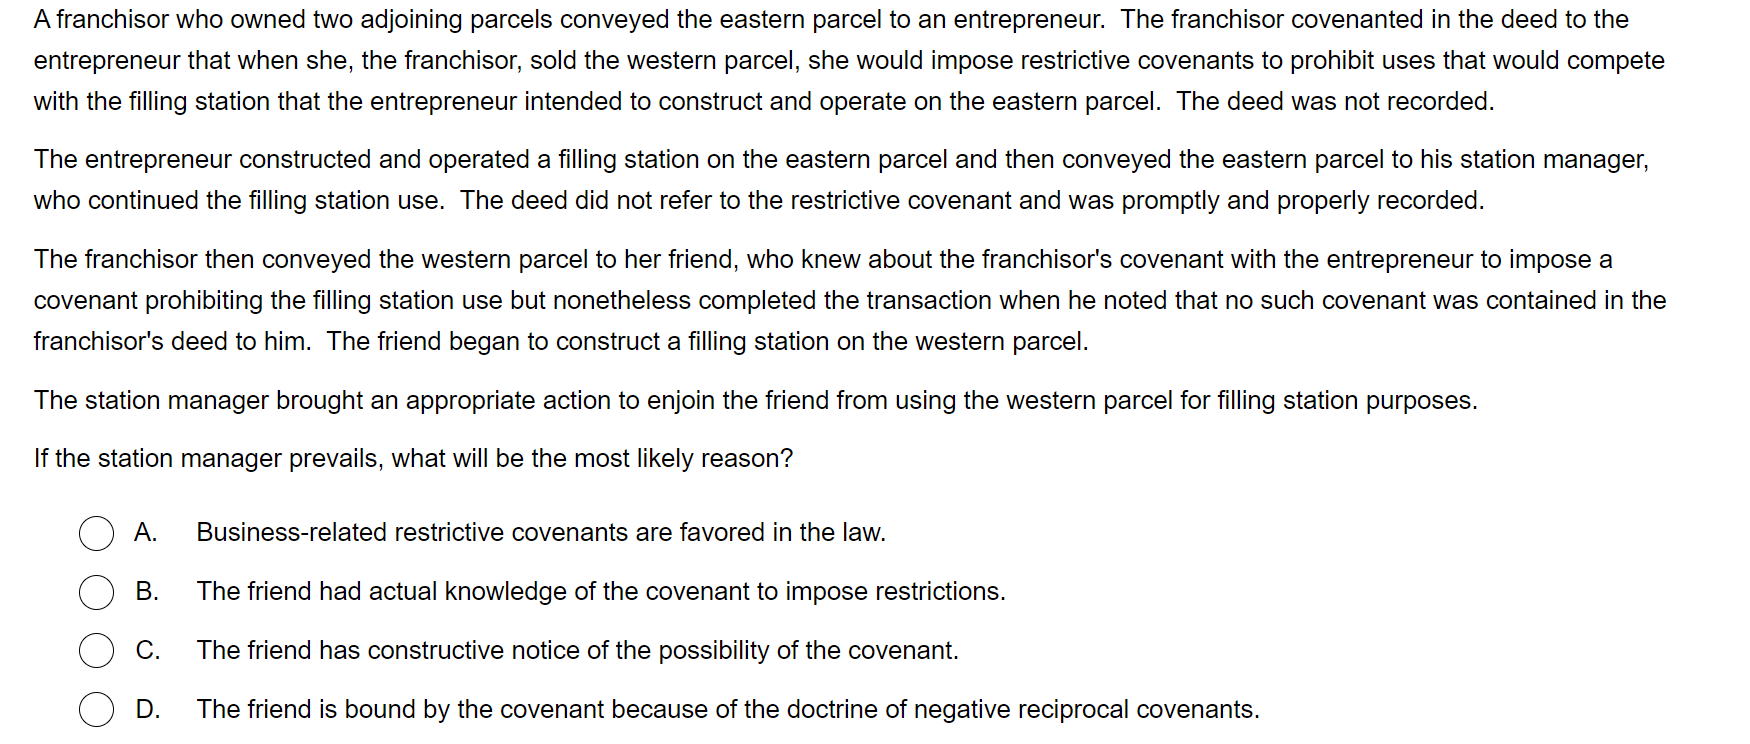 A franchisor who owned two adjoining parcels conveyed the eastern parcel to an entrepreneur.  The franchisor covenanted in the deed to the
entrepreneur that when she, the franchisor, sold the western parcel, she would impose restrictive covenants to prohibit uses that would compete
with the filling station that the entrepreneur intended to construct and operate on the eastern parcel.  The deed was not recorded.
The entrepreneur constructed and operated a filling station on the eastern parcel and then conveyed the eastern parcel to his station manager,
who continued the filling station use.  The deed did not refer to the restrictive covenant and was promptly and properly recorded.
The franchisor then conveyed the western parcel to her friend, who knew about the franchisor's covenant with the entrepreneur to impose a
covenant prohibiting the filling station use but nonetheless completed the transaction when he noted that no such covenant was contained in the
franchisor's deed to him.  The friend began to construct a filling station on the western parcel.
The station manager brought an appropriate action to enjoin the friend from using the western parcel for filling station purposes.
If the station manager prevails, what will be the most likely reason?
A. Business-related restrictive covenants are favored in the law.
B. The friend had actual knowledge of the covenant to impose restrictions.
C. The friend has constructive notice of the possibility of the covenant.
D. The friend is bound by the covenant because of the doctrine of negative reciprocal covenants.